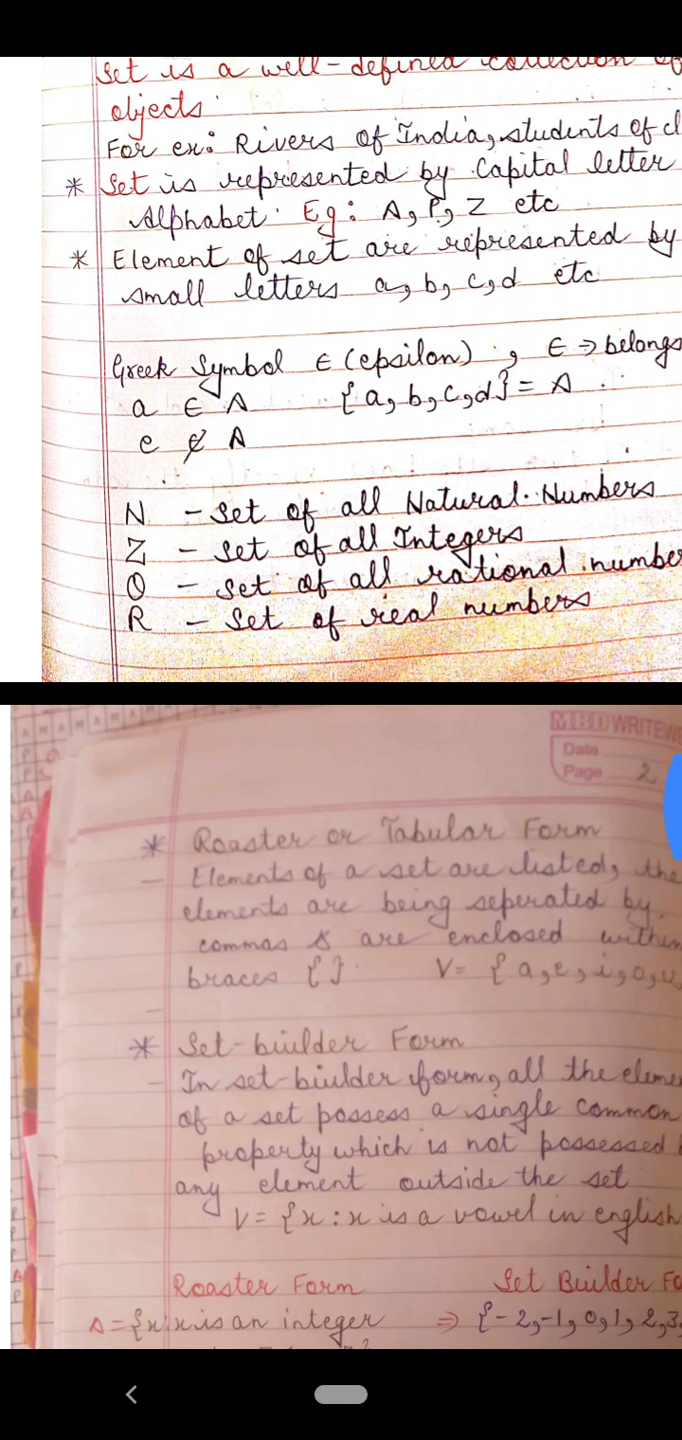 Set is a well-defined collection of
objects
For ex: Rivers of India, students of cl
* Set is represented by Capital letter
Alphabet. Eg: A, P, Z etc
* Element of set are represented by
small letters a, b, c, d etc
Greek Symbol ∈ (epsilon) , ∈ → belongs
a ∈ A {a, b, c, d} = A
e ∉ A
N - Set of all Natural Numbers
Z - Set of all Integers
Q - Set of all rational numbe
R - Set of real numbers
MBD WRITEWE
Date
Page 2
* Roaster or Tabular Form
- Elements of a set are listed, the
elements are being seperated by
commas & are enclosed within
braces { } V = { a, e, i, o, u,
* Set-builder Form
- In set-builder form, all the eleme
of a set possess a single common
property which is not possessed
any element outside the set
V = {x : x is a vowel in english
Roaster Form Set Builder Fo
A = {x : x is an integer ⇒ {-2, -1, 0, 1, 2, 3,